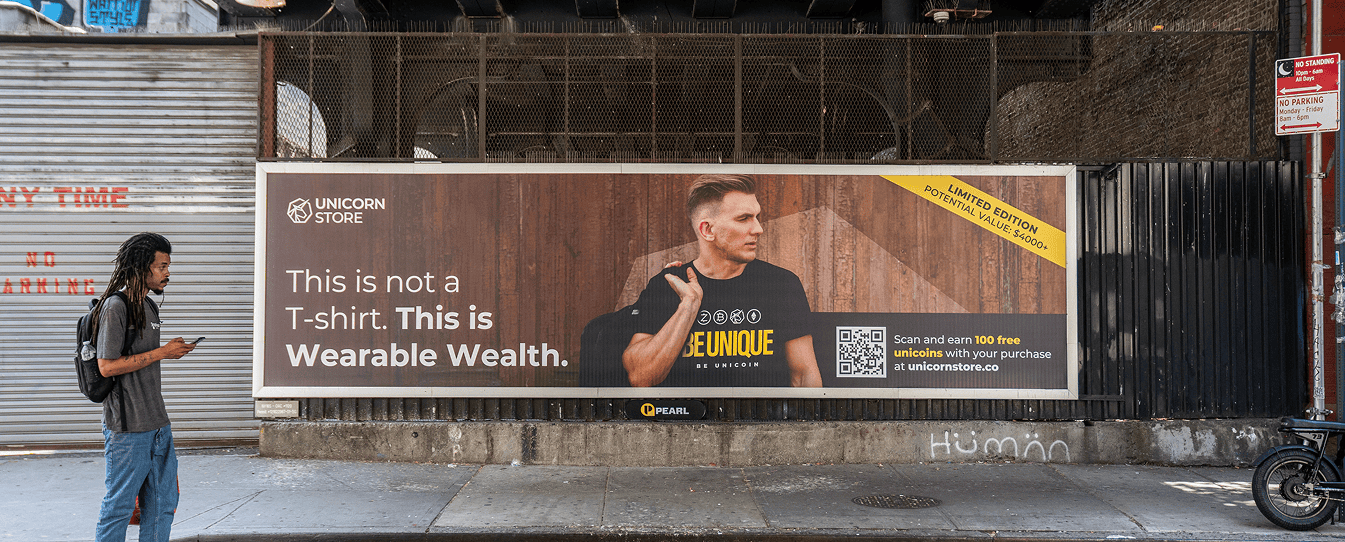 NY TIME
NO
ARKING
UNICORN
STORE
This is not a
T-shirt. This is
Wearable Wealth.
LIMITED EDITION
POTENTIAL VALUE: $4000+
BE UNIQUE
BE UNICOIN
Scan and earn 100 free
unicoins with your purchase
at unicornstore.co
PEARL
HÜmän
NO STANDING
10pm - 6am
All Days
NO PARKING
Monday - Friday
8am - 6pm